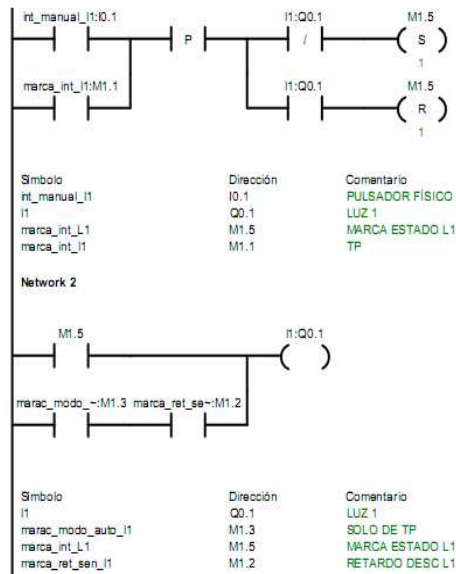 int_manual_l1:I0.1
l1:Q0.1
M1.5
P
/
S
1
marca_int_l1:M1.1
l1:Q0.1
M1.5
R
1
Símbolo Dirección Comentario
int_manual_l1 I0.1 PULSADOR FÍSICO
l1 Q0.1 LUZ 1
marca_int_L1 M1.5 MARCA ESTADO L1
marca_int_l1 M1.1 TP
Network 2
M1.5
l1:Q0.1
marac_modo_~:M1.3 marca_ret_se~:M1.2
Símbolo Dirección Comentario
l1 Q0.1 LUZ 1
marac_modo_auto_l1 M1.3 SOLO DE TP
marca_int_L1 M1.5 MARCA ESTADO L1
marca_ret_sen_l1 M1.2 RETARDO DESC L1